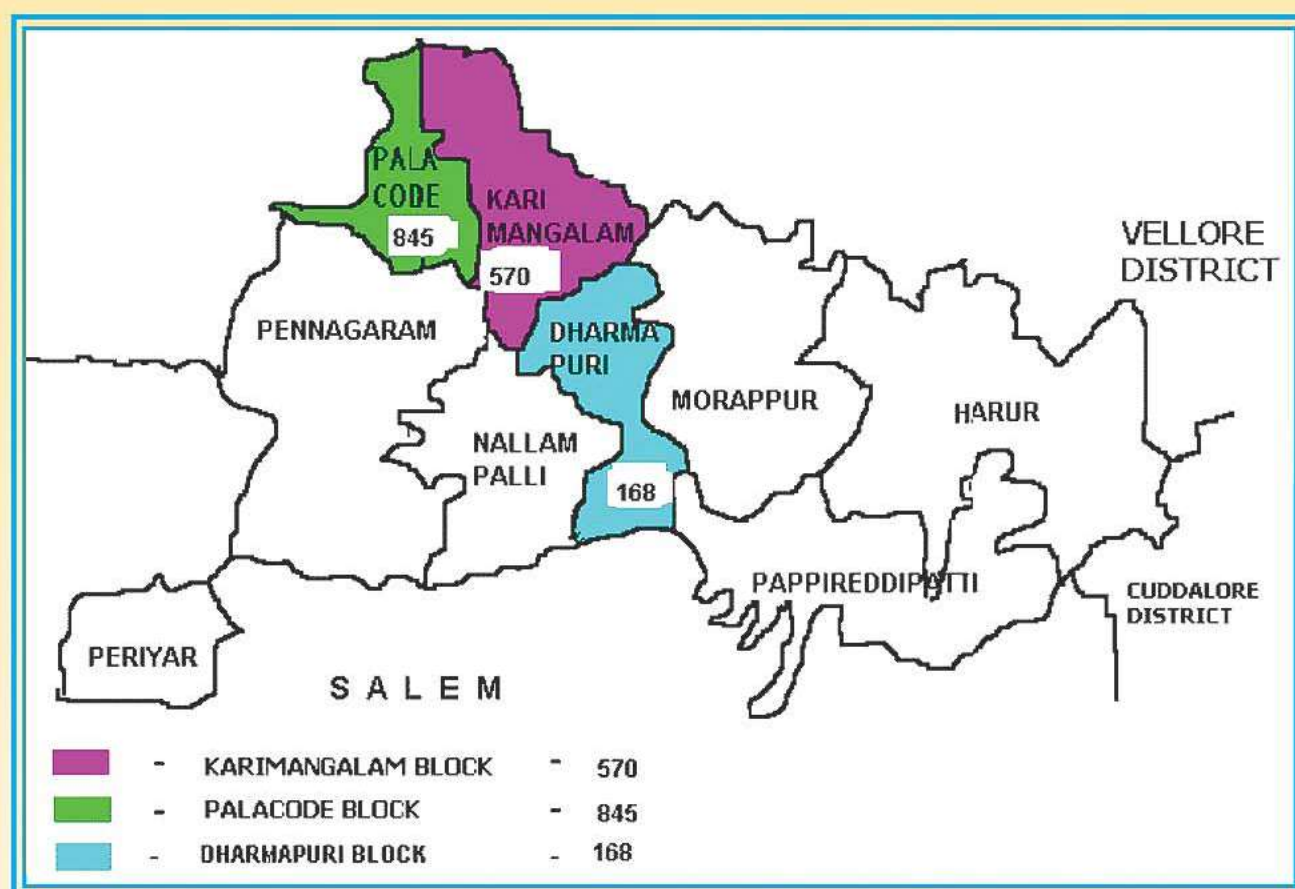 PALA
CODE
845
KARI
MANGALAM
570
VELLORE
DISTRICT
PENNAGARAM
DHARMA
PURI
MORAPPUR
HARUR
NALLAM
PALLI
168
PAPPIREDDIPATTI
CUDDALORE
DISTRICT
PERIYAR
SALEM
- KARIMANGALAM BLOCK - 570
- PALACODE BLOCK - 845
- DHARMAPURI BLOCK - 168